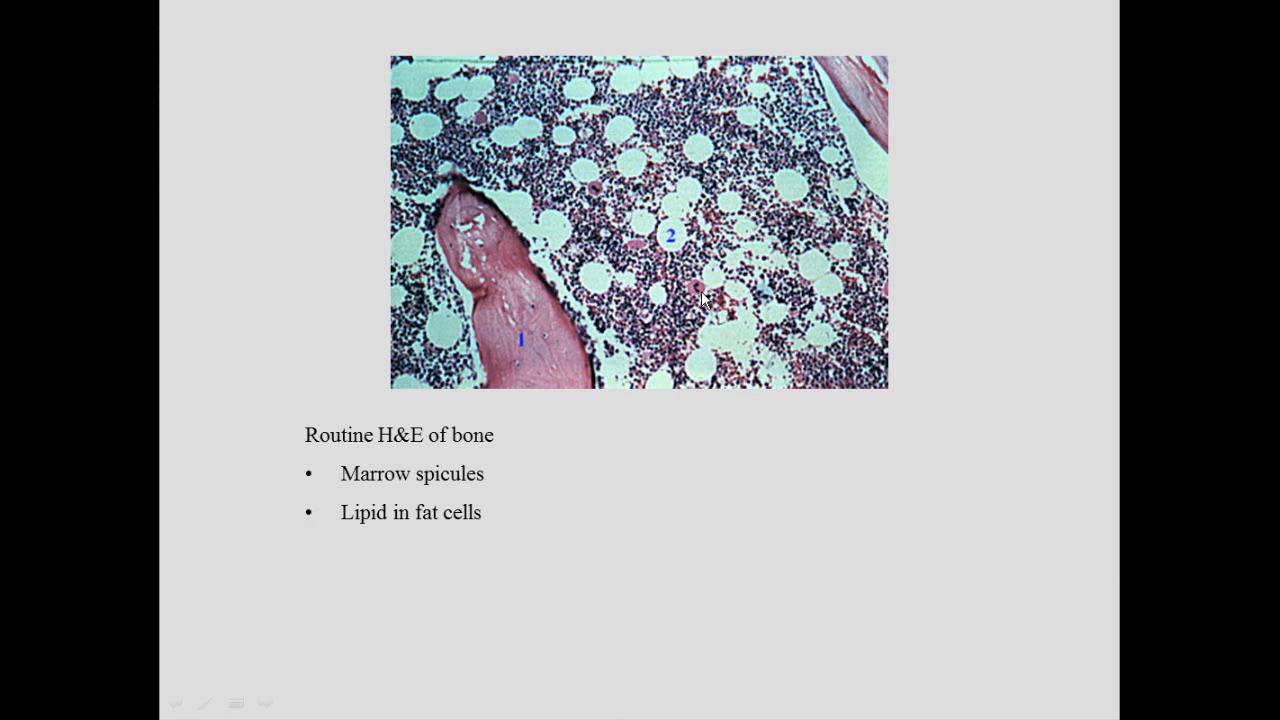 2
1
Routine H&E of bone
• Marrow spicules
• Lipid in fat cells